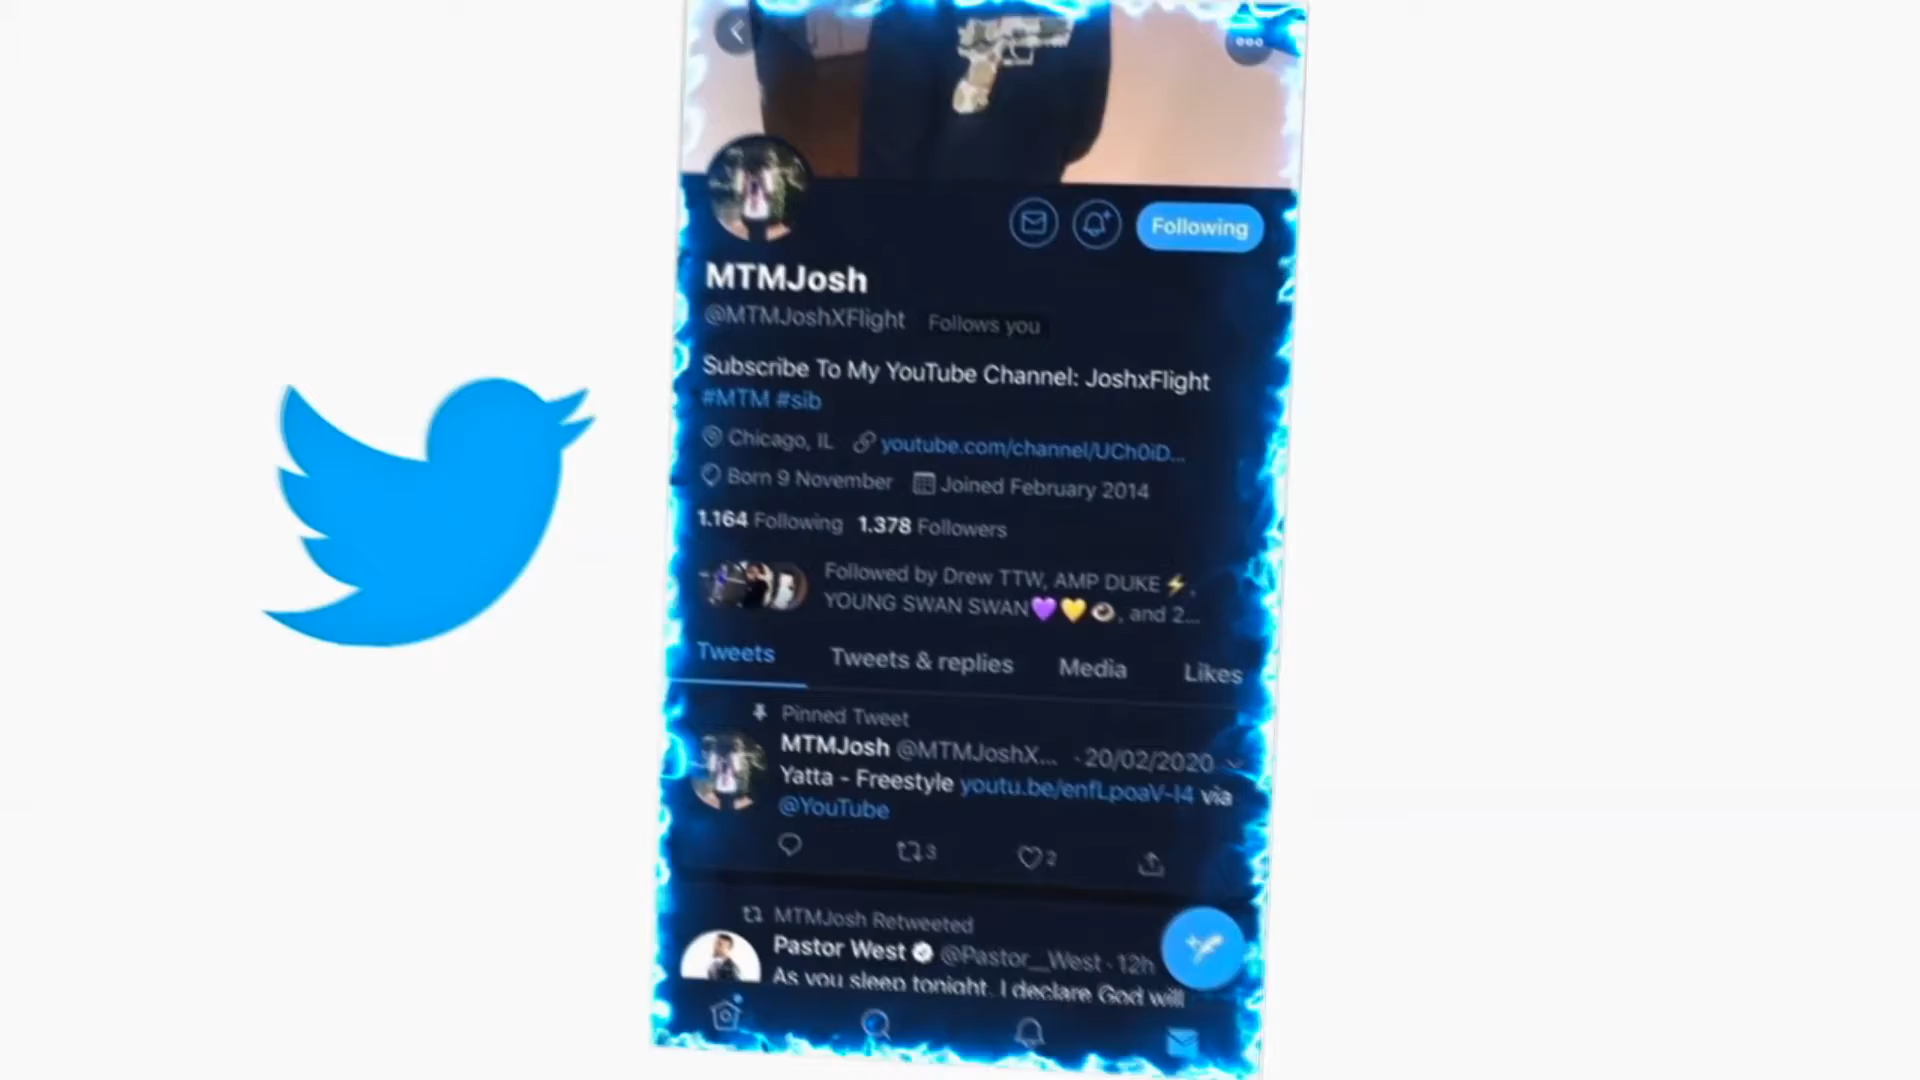 Following
MTMJosh
@MTMJoshXFlight Follows you
Subscribe To My YouTube Channel: JoshxFlight
#MTM #sib
Chicago, IL youtube.com/channel/UCh0iD...
Born 9 November Joined February 2014
1.164 Following 1.378 Followers
Followed by Drew TTW, AMP DUKE⚡,
YOUNG SWAN SWAN💜💛👁, and 2...
Tweets Tweets & replies Media Likes
Pinned Tweet
MTMJosh @MTMJoshX... · 20/02/2020
Yatta - Freestyle youtu.be/enfLpoaV-I4 via
@YouTube
3 2
MTMJosh Retweeted
Pastor West @Pastor__West · 12h
As you sleep tonight, I declare God will